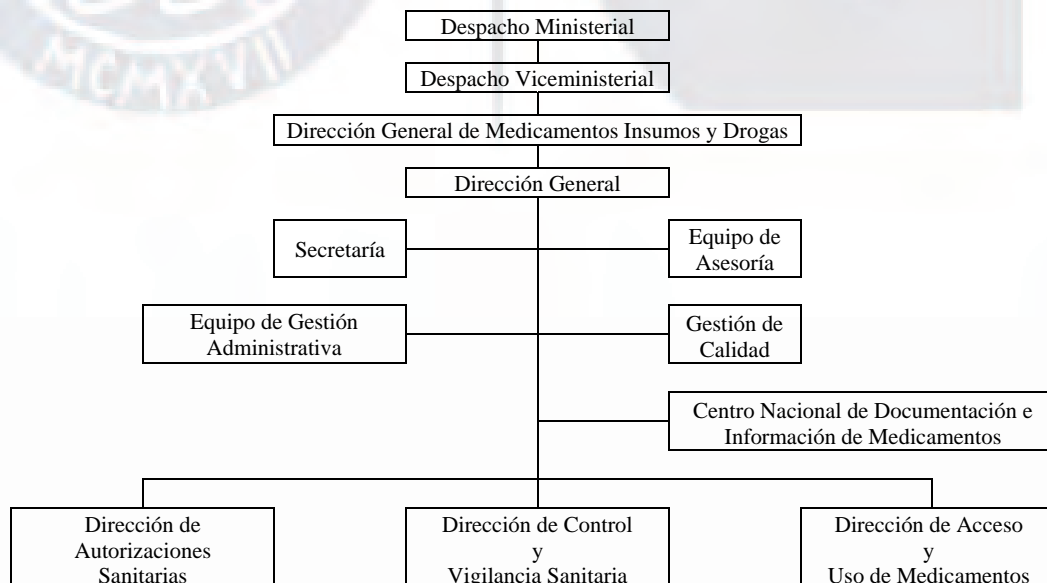 Despacho Ministerial
Despacho Viceministerial
Dirección General de Medicamentos Insumos y Drogas
Dirección General
Secretaría
Equipo de
Asesoría
Equipo de Gestión
Administrativa
Gestión de
Calidad
Centro Nacional de Documentación e
Información de Medicamentos
Dirección de
Autorizaciones
Sanitarias
Dirección de Control
y
Vigilancia Sanitaria
Dirección de Acceso
y
Uso de Medicamentos
MCMXVII